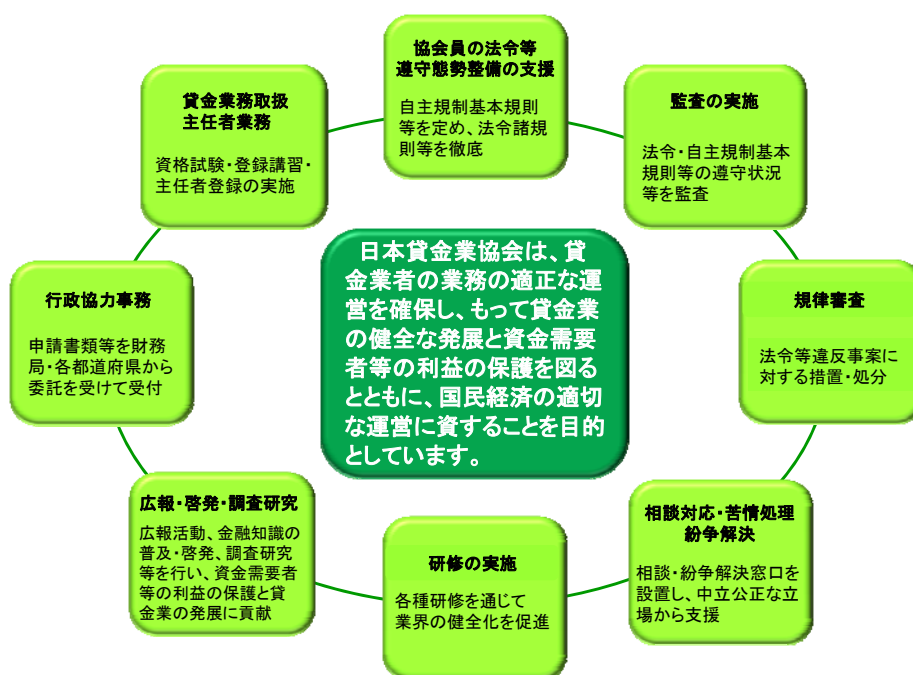 協会員の法令等
遵守態勢整備の支援
自主規制基本規則
等を定め、法令諸規
則等を徹底
貸金業務取扱
主任者業務
資格試験・登録講習・
主任者登録の実施
監査の実施
法令・自主規制基本
規則等の遵守状況
等を監査
日本貸金業協会は、貸
金業者の業務の適正な運
営を確保し、もって貸金業
の健全な発展と資金需要
者等の利益の保護を図る
とともに、国民経済の適切
な運営に資することを目的
としています。
行政協力事務
申請書類等を財務
局・各都道府県から
委託を受けて受付
規律審査
法令等違反事案に
対する措置・処分
広報・啓発・調査研究
広報活動、金融知識の
普及・啓発、調査研究
等を行い、資金需要者
等の利益の保護と貸
金業の発展に貢献
研修の実施
各種研修を通じて
業界の健全化を促進
相談対応・苦情処理
紛争解決
相談・紛争解決窓口を
設置し、中立公正な立
場から支援